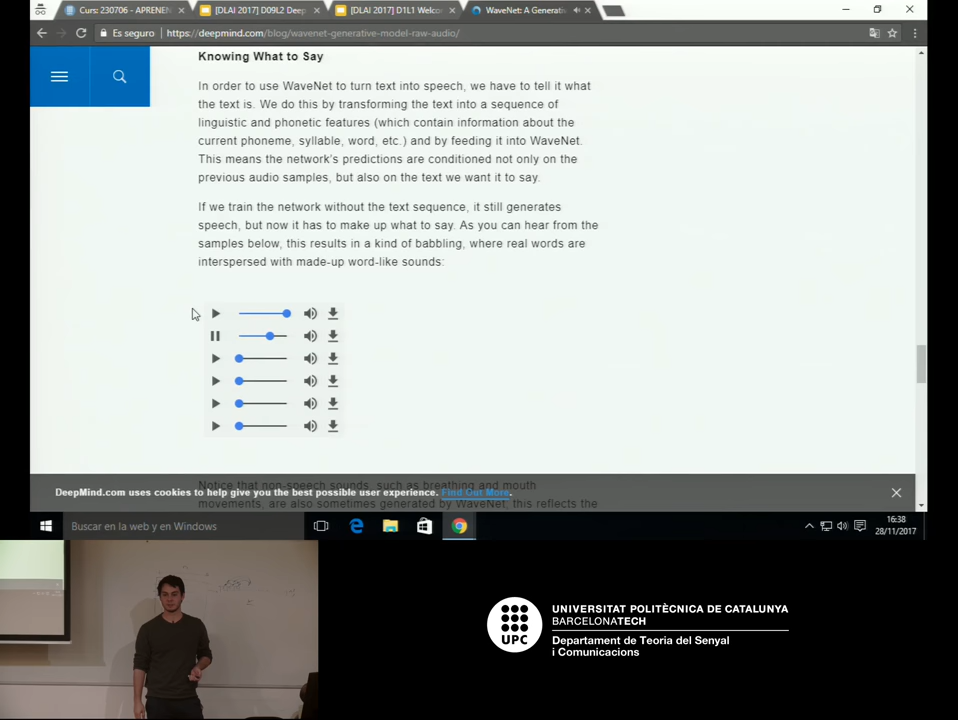 Curs: 230706 - APRENEN
[DLAI 2017] D09L2 Deep
[DLAI 2017] D1L1 Welco
WaveNet: A Generati
Es seguro
https://deepmind.com/blog/wavenet-generative-model-raw-audio/
Knowing What to Say
In order to use WaveNet to turn text into speech, we have to tell it what
the text is. We do this by transforming the text into a sequence of
linguistic and phonetic features (which contain information about the
current phoneme, syllable, word, etc.) and by feeding it into WaveNet.
This means the network's predictions are conditioned not only on the
previous audio samples, but also on the text we want it to say.
If we train the network without the text sequence, it still generates
speech, but now it has to make up what to say. As you can hear from the
samples below, this results in a kind of babbling, where real words are
interspersed with made-up word-like sounds:
Notice that non-speech sounds, such as breathing and mouth
DeepMind.com uses cookies to help give you the best possible user experience. Find Out More.
movements, are also sometimes generated by WaveNet; this reflects the
Buscar en la web y en Windows
16:38
28/11/2017
UPC
UNIVERSITAT POLITÈCNICA DE CATALUNYA
BARCELONATECH
Departament de Teoria del Senyal
i Comunicacions